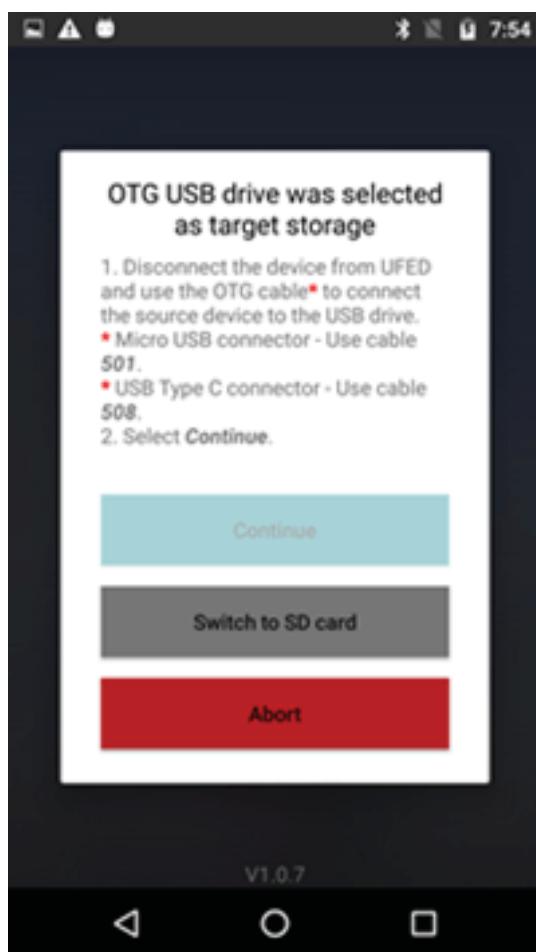 7:54
OTG USB drive was selected
as target storage
1. Disconnect the device from UFED
and use the OTG cable* to connect
the source device to the USB drive.
* Micro USB connector - Use cable
501.
* USB Type C connector - Use cable
508.
2. Select Continue.
Continue
Switch to SD card
Abort
V1.0.7